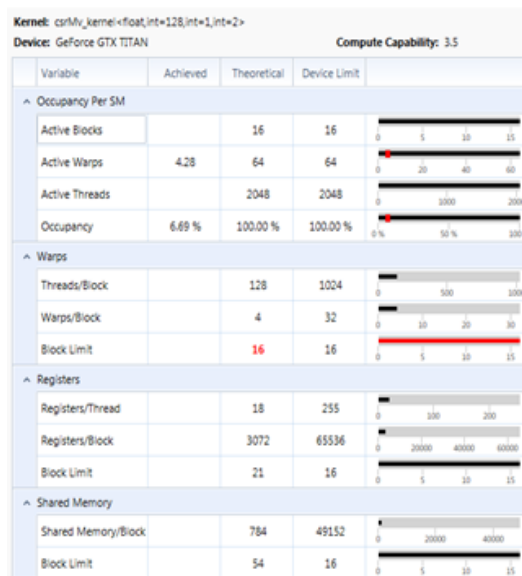 Kernel: csrMv_kernel<float,int=128,int=1,int=2>
Device: GeForce GTX TITAN Compute Capability: 3.5
Variable Achieved Theoretical Device Limit
Occupancy Per SM
Active Blocks 16 16 0 5 10 15
Active Warps 4.28 64 64 0 20 40 60
Active Threads 2048 2048 0 1000 200
Occupancy 6.69 % 100.00 % 100.00 % 0 % 50 % 100
Warps
Threads/Block 128 1024 0 500 100
Warps/Block 4 32 0 10 20 30
Block Limit 16 16 0 5 10 15
Registers
Registers/Thread 18 255 0 100 200
Registers/Block 3072 65536 0 20000 40000 60000
Block Limit 21 16 0 5 10 15
Shared Memory
Shared Memory/Block 784 49152 0 20000 40000
Block Limit 54 16 0 5 10 15